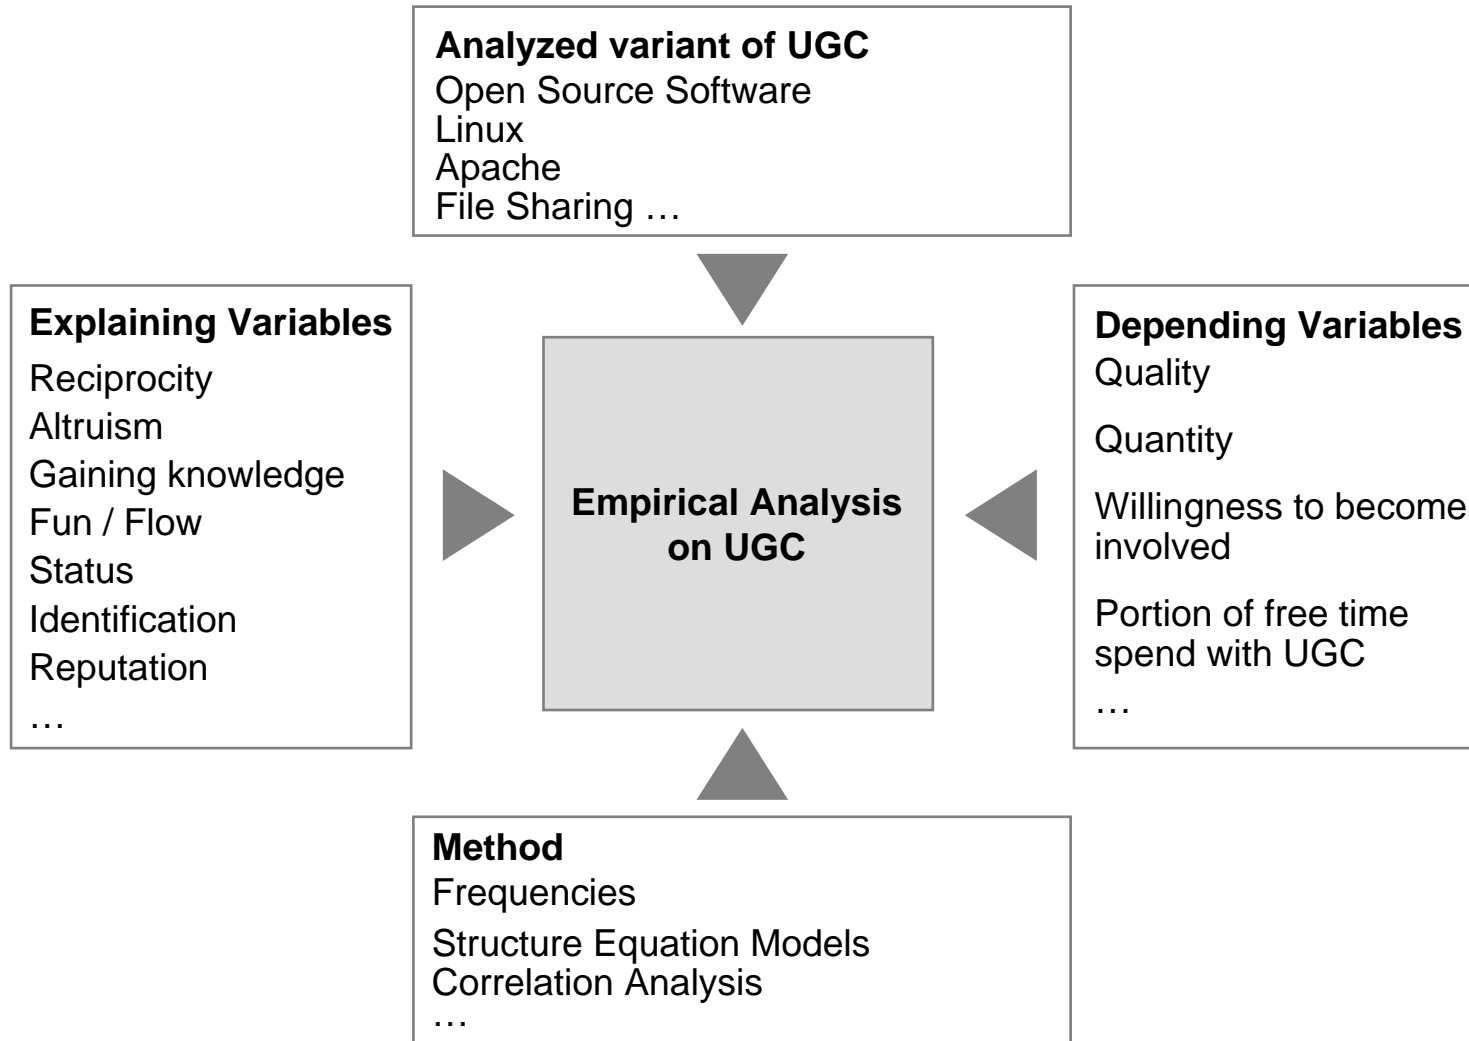 Analyzed variant of UGC
Open Source Software
Linux
Apache
File Sharing …
Explaining Variables
Reciprocity
Altruism
Gaining knowledge
Fun / Flow
Status
Identification
Reputation
…
Empirical Analysis
on UGC
Depending Variables
Quality
Quantity
Willingness to become
involved
Portion of free time
spend with UGC
…
Method
Frequencies
Structure Equation Models
Correlation Analysis
…